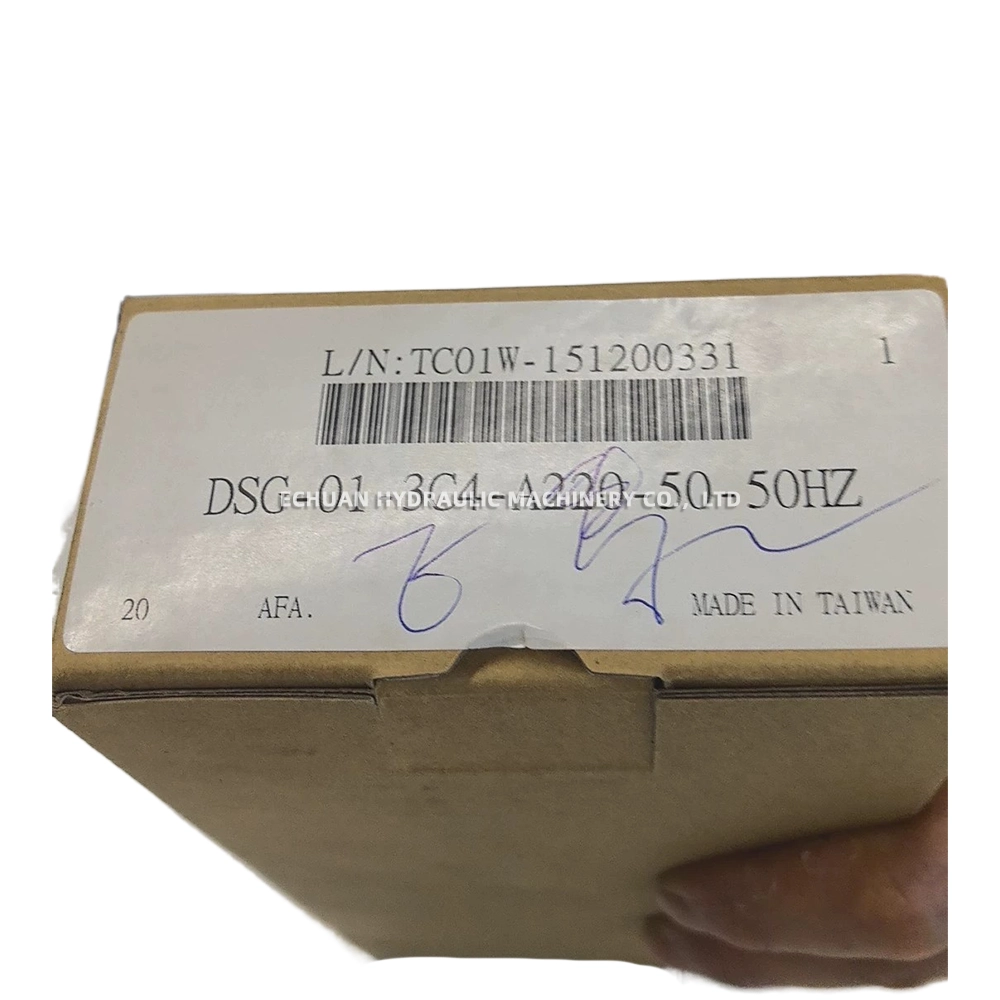 L/N:TC01W-151200331
1
DSG-01-3C4-A220-50-50HZ
ECHUAN HYDRAULIC MACHINERY CO., LTD
20 AFA. MADE IN TAIWAN